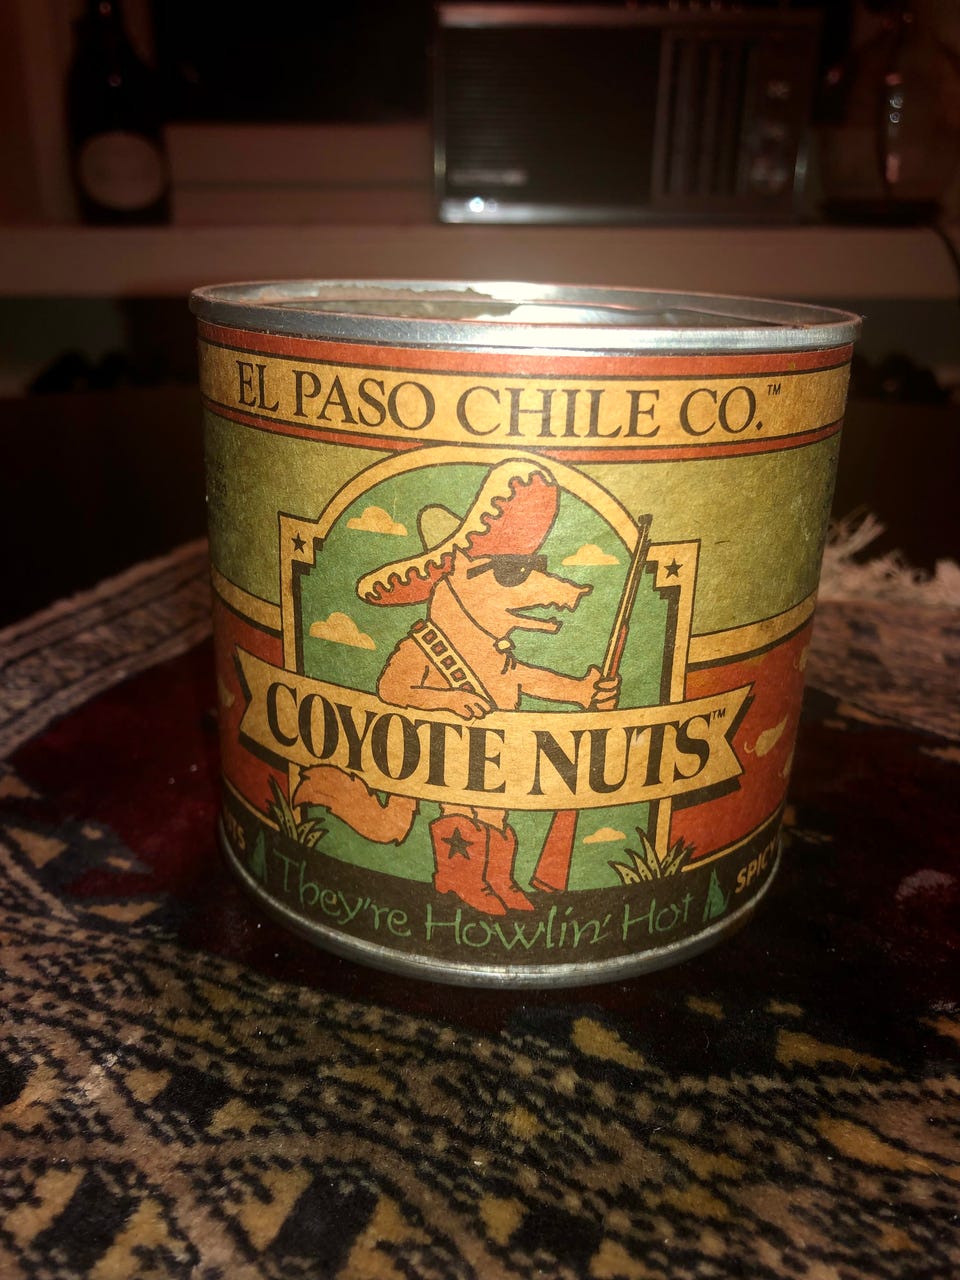 EL PASO CHILE CO.™
COYOTE NUTS™
They're Howlin' Hot